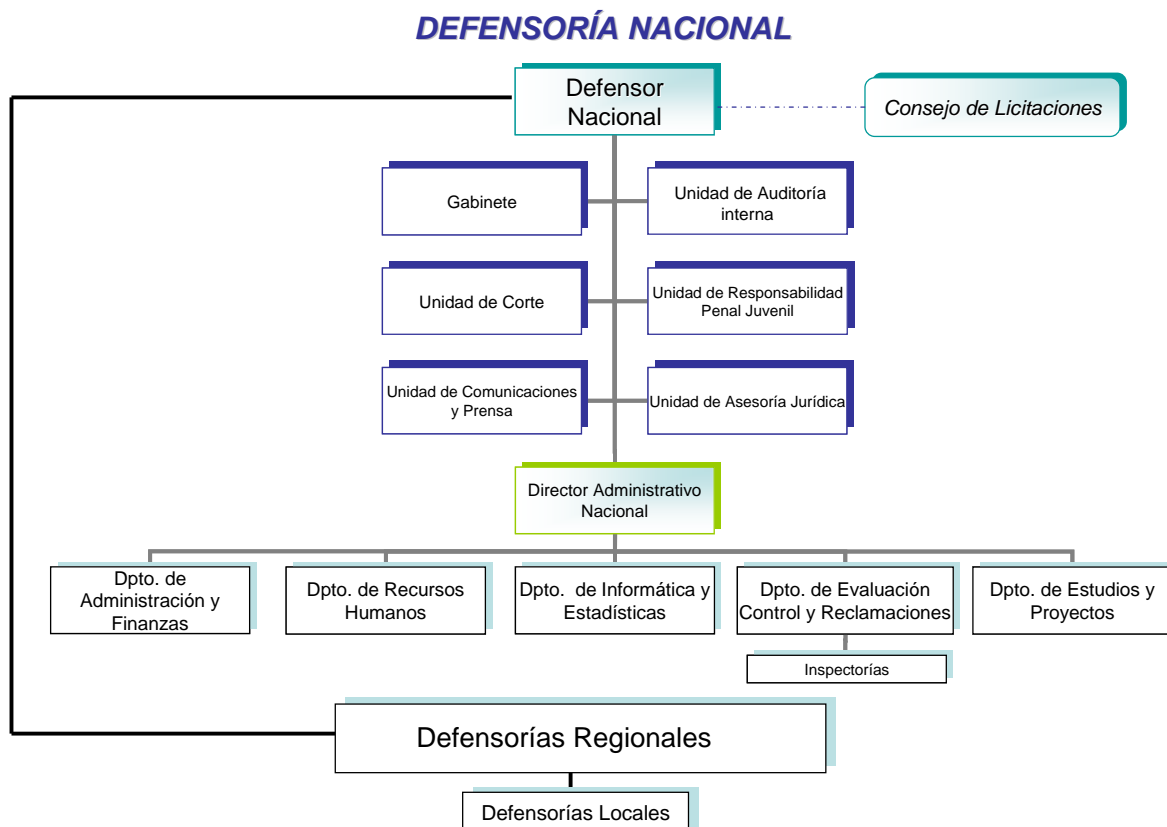 DEFENSORÍA NACIONAL
Defensor
Nacional
Consejo de Licitaciones
Gabinete
Unidad de Auditoría
interna
Unidad de Corte
Unidad de Responsabilidad
Penal Juvenil
Unidad de Comunicaciones
y Prensa
Unidad de Asesoría Jurídica
Director Administrativo
Nacional
Dpto. de
Administración y
Finanzas
Dpto. de Recursos
Humanos
Dpto. de Informática y
Estadísticas
Dpto. de Evaluación
Control y Reclamaciones
Dpto. de Estudios y
Proyectos
Inspectorías
Defensorías Regionales
Defensorías Locales